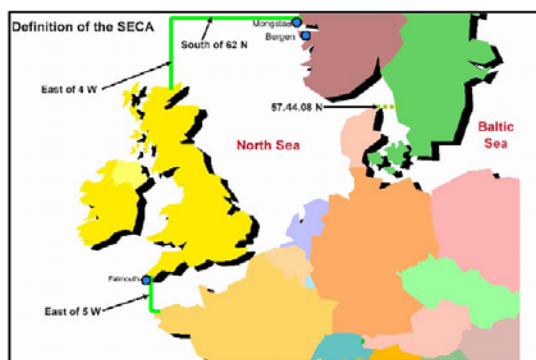 Definition of the SECA
Mongstad
South of 62 N
Bergen
East of 4 W
57.44.08 N
North Sea
Baltic
Sea
Falmouth
East of 5 W